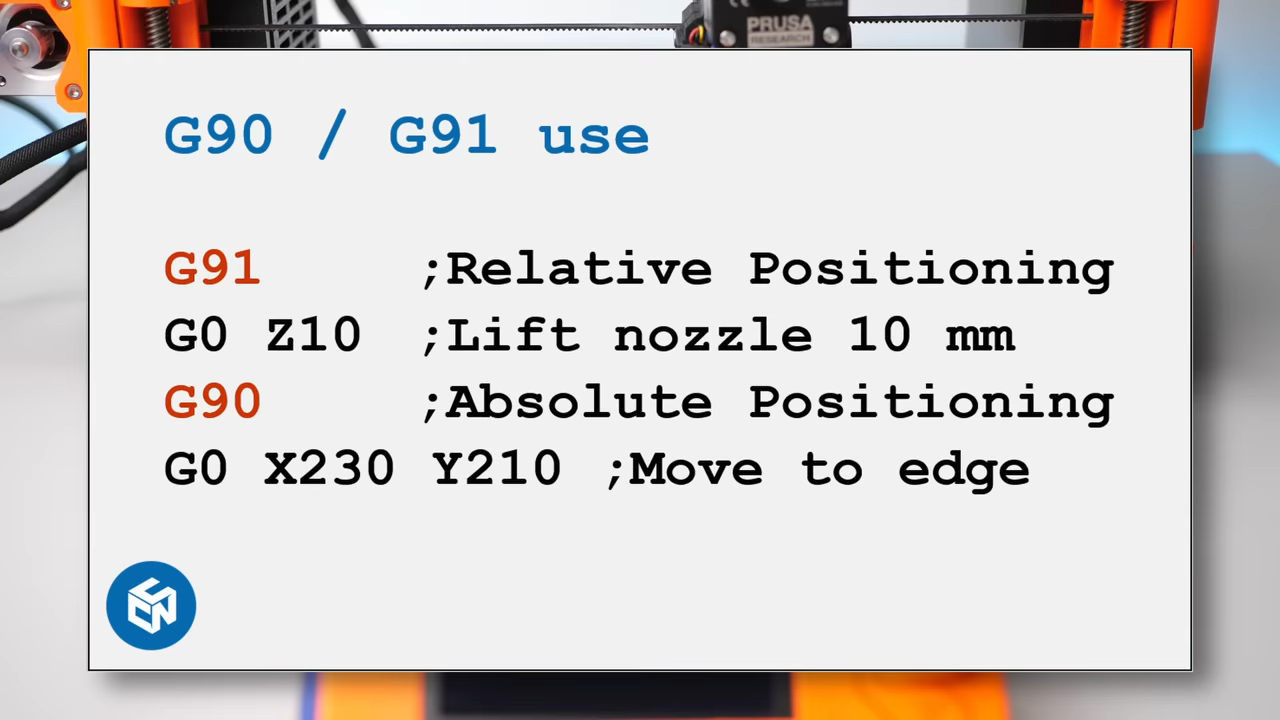 PRUSA
RESEARCH
G90 / G91 use
G91 ;Relative Positioning
G0 Z10 ;Lift nozzle 10 mm
G90 ;Absolute Positioning
G0 X230 Y210 ;Move to edge
CNC